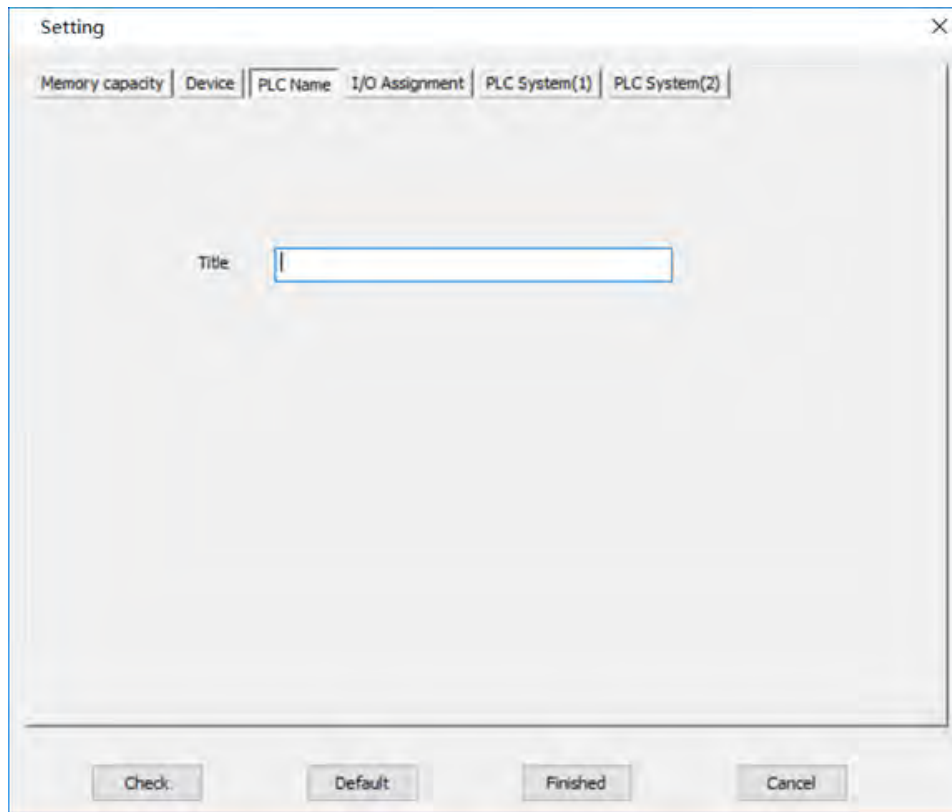 Setting
Memory capacity Device PLC Name I/O Assignment PLC System(1) PLC System(2)
Title
Check Default Finished Cancel